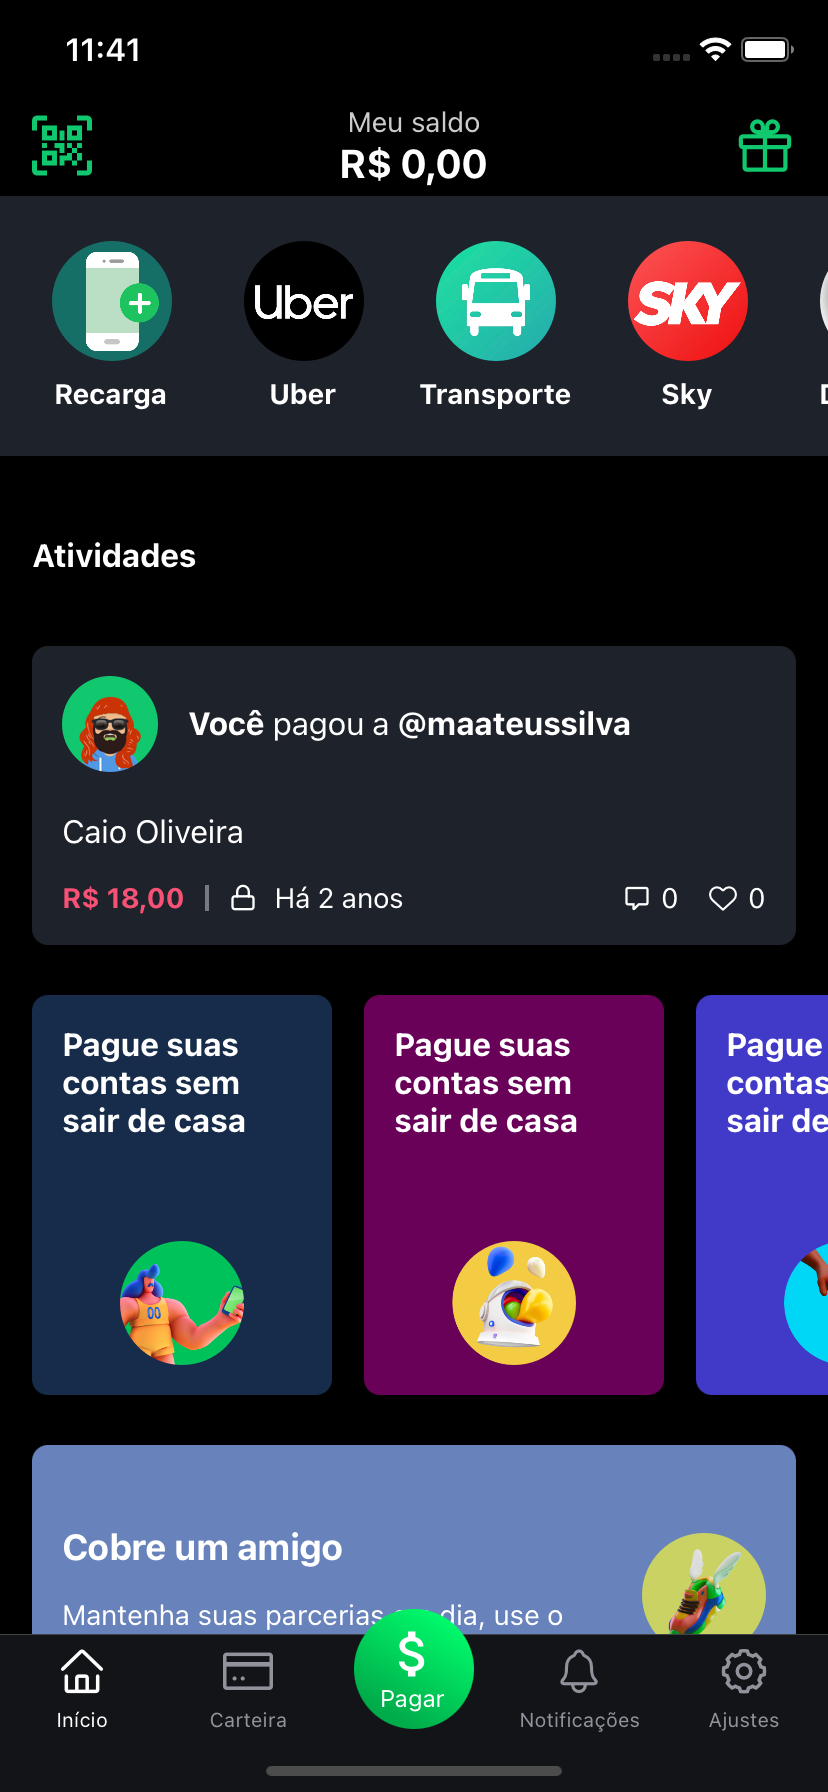 11:41
Meu saldo
R$ 0,00
Uber
SKY
Recarga
Uber
Transporte
Sky
Atividades
Você pagou a @maateussilva
Caio Oliveira
R$ 18,00 | Há 2 anos 0 0
Pague suas
contas sem
sair de casa
00
Pague suas
contas sem
sair de casa
Pague
contas
sair de
Cobre um amigo
Mantenha suas parcerias dia, use o
$
Pagar
Início
Carteira
Notificações
Ajustes